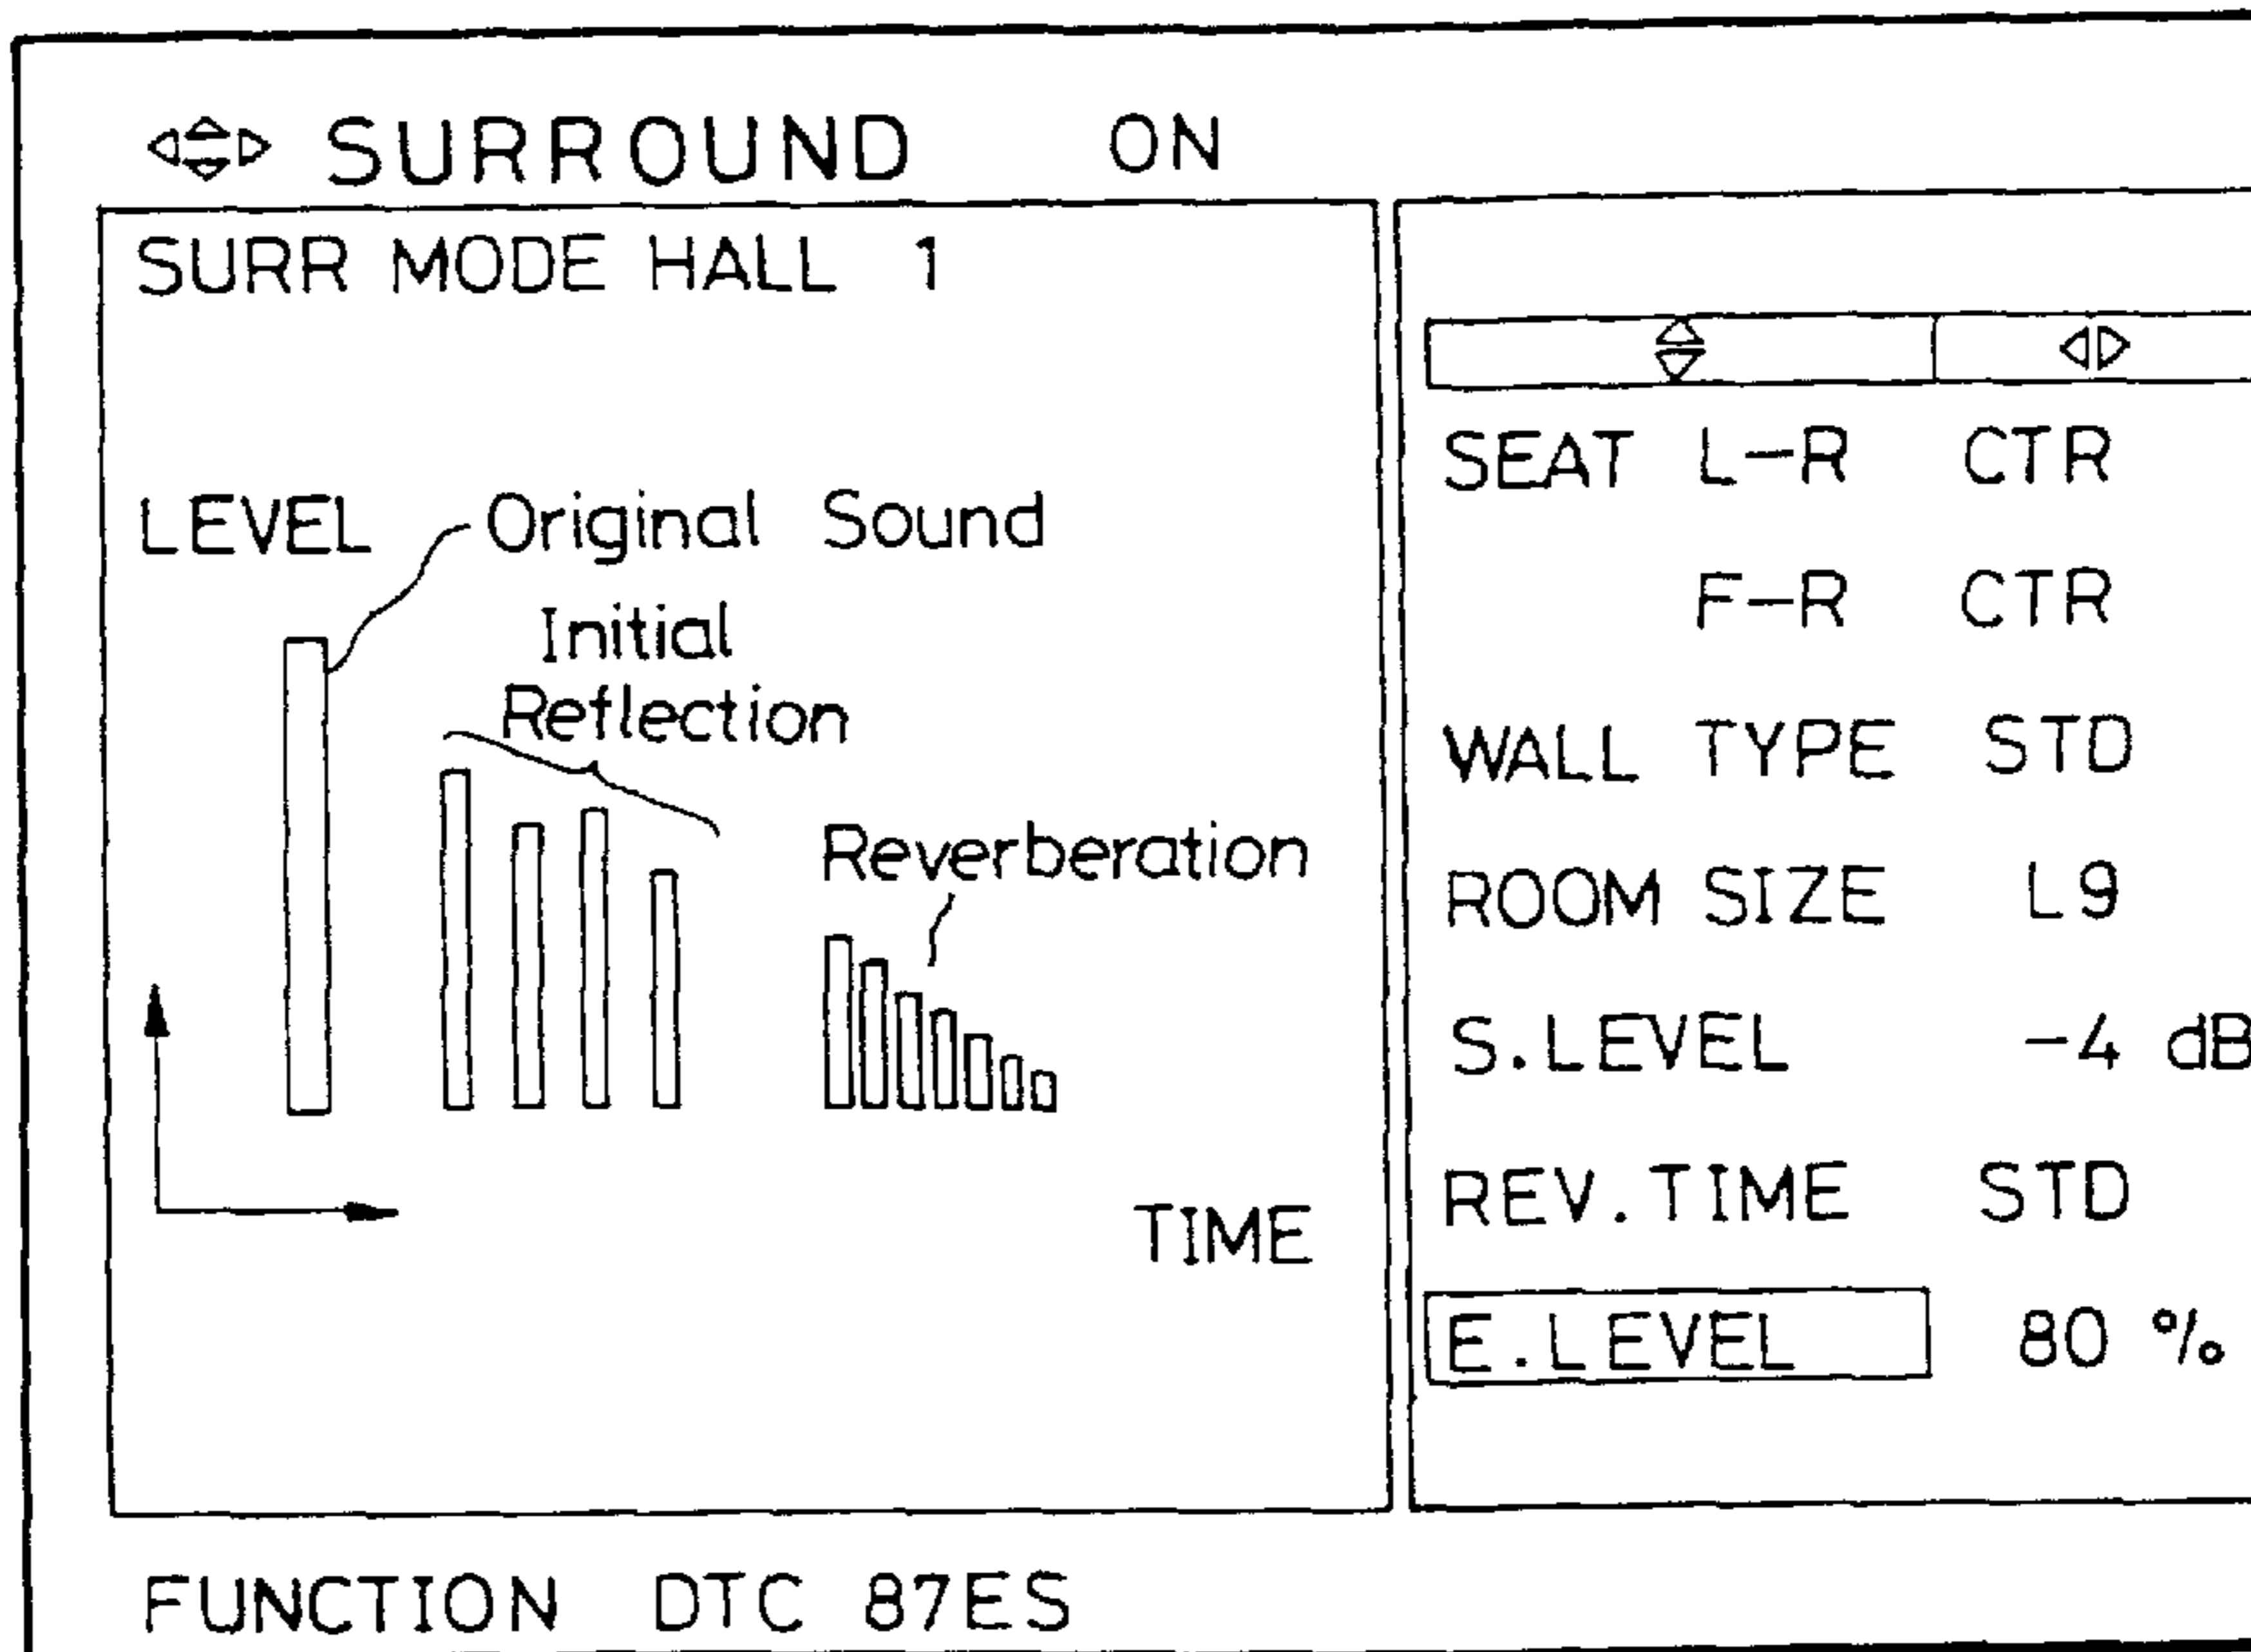 SURROUND ON
SURR MODE HALL 1
LEVEL Original Sound
Initial
Reflection
Reverberation
TIME
SEAT L-R CTR
F-R CTR
WALL TYPE STD
ROOM SIZE L9
S.LEVEL -4 dB
REV.TIME STD
E.LEVEL 80 %
FUNCTION DTC 87ES